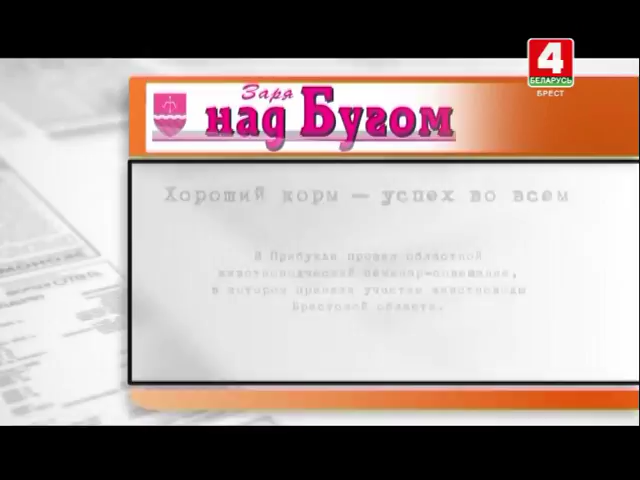 4
БЕЛАРУСЬ
БРЕСТ
Заря
над Бугом
Хороший корм — успех во всем
В Прибужье прошел областной
животноводческий семинар-совещание,
в котором приняли участие животноводы
Брестской области.